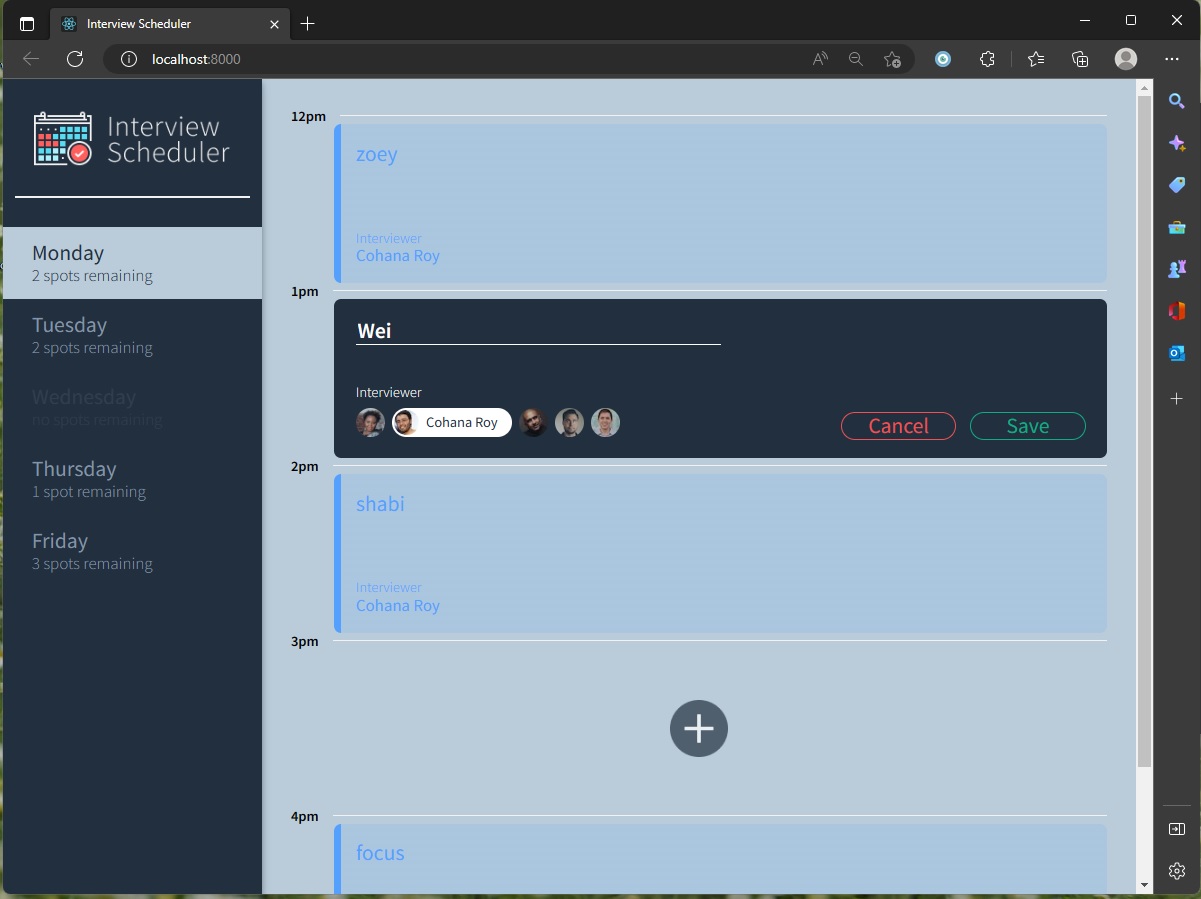 Interview Scheduler
localhost:8000
Interview
Scheduler
Monday
2 spots remaining
Tuesday
2 spots remaining
Wednesday
no spots remaining
Thursday
1 spot remaining
Friday
3 spots remaining
12pm
zoey
Interviewer
Cohana Roy
1pm
Wei
Interviewer
Cohana Roy
Cancel
Save
2pm
shabi
Interviewer
Cohana Roy
3pm
4pm
focus